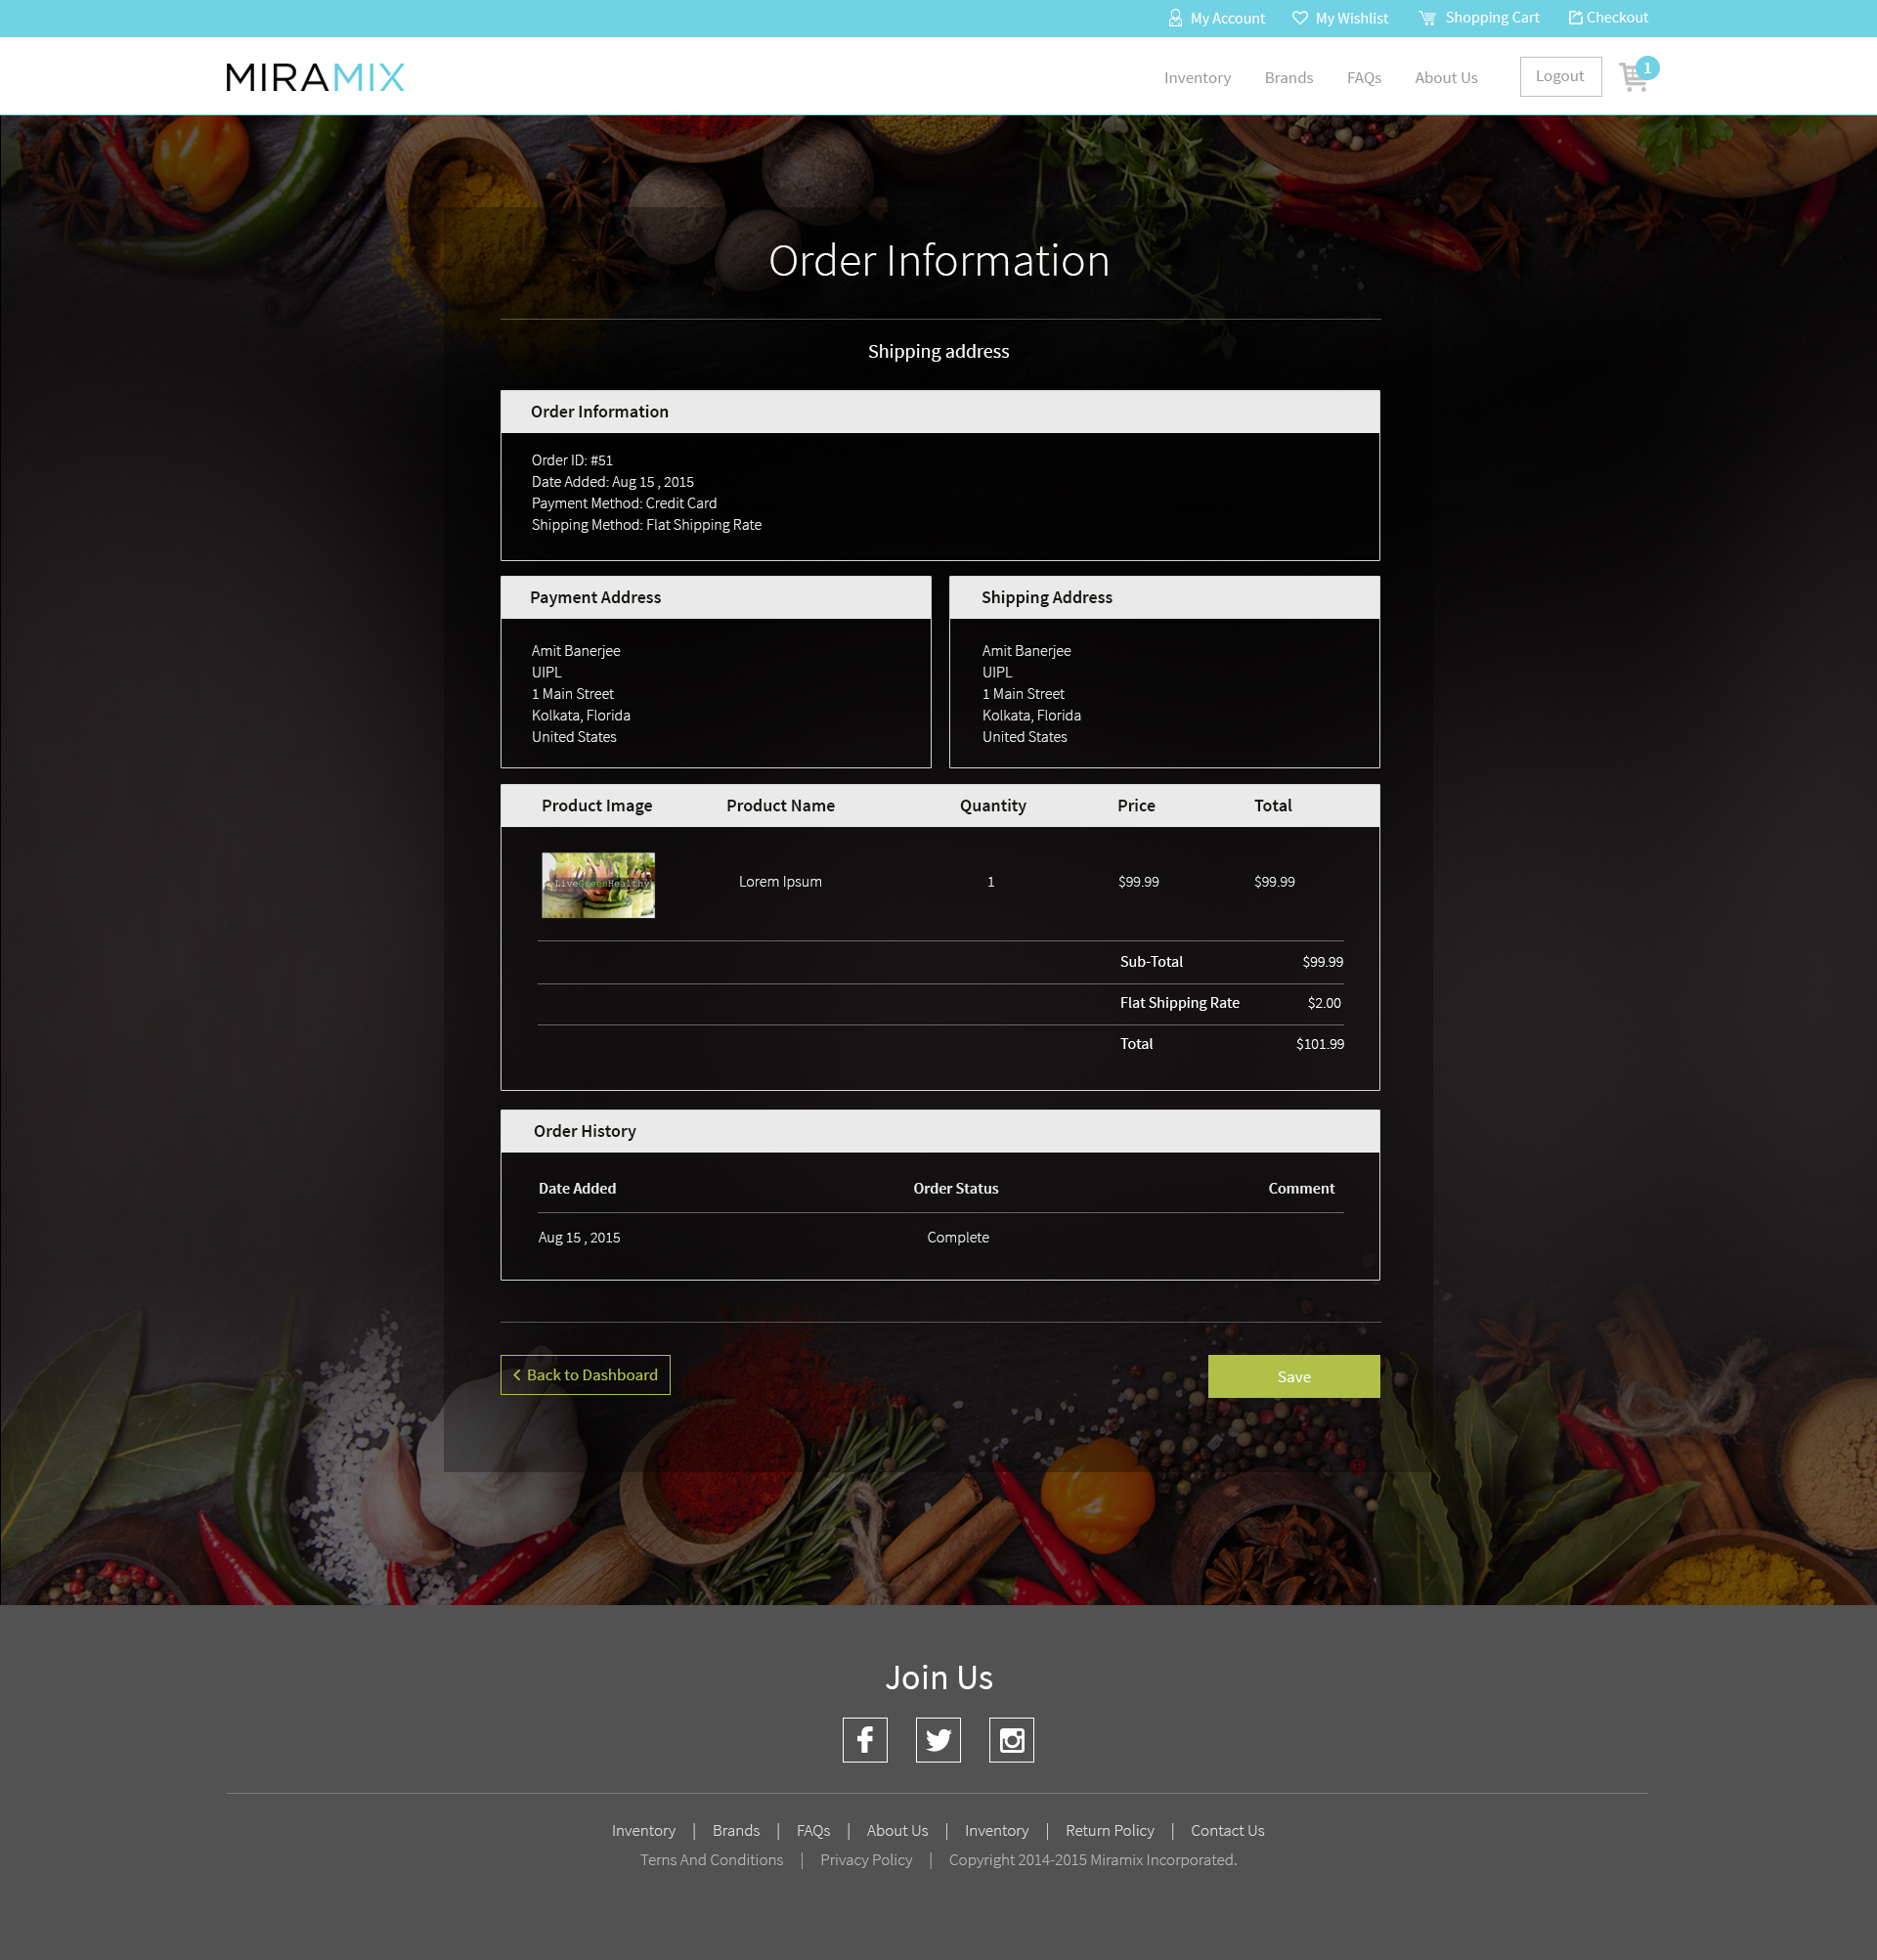 My Account My Wishlist Shopping Cart Checkout
MIRAMIX Inventory Brands FAQs About Us Logout 1
Order Information
Shipping address
Order Information
Order ID: #51
Date Added: Aug 15 , 2015
Payment Method: Credit Card
Shipping Method: Flat Shipping Rate
Payment Address
Amit Banerjee
UIPL
1 Main Street
Kolkata, Florida
United States
Shipping Address
Amit Banerjee
UIPL
1 Main Street
Kolkata, Florida
United States
Product Image Product Name Quantity Price Total
LiveGreenHealthy Lorem Ipsum 1 $99.99 $99.99
Sub-Total $99.99
Flat Shipping Rate $2.00
Total $101.99
Order History
Date Added Order Status Comment
Aug 15 , 2015 Complete
Back to Dashboard Save
Join Us
Inventory | Brands | FAQs | About Us | Inventory | Return Policy | Contact Us
Terns And Conditions | Privacy Policy | Copyright 2014-2015 Miramix Incorporated.